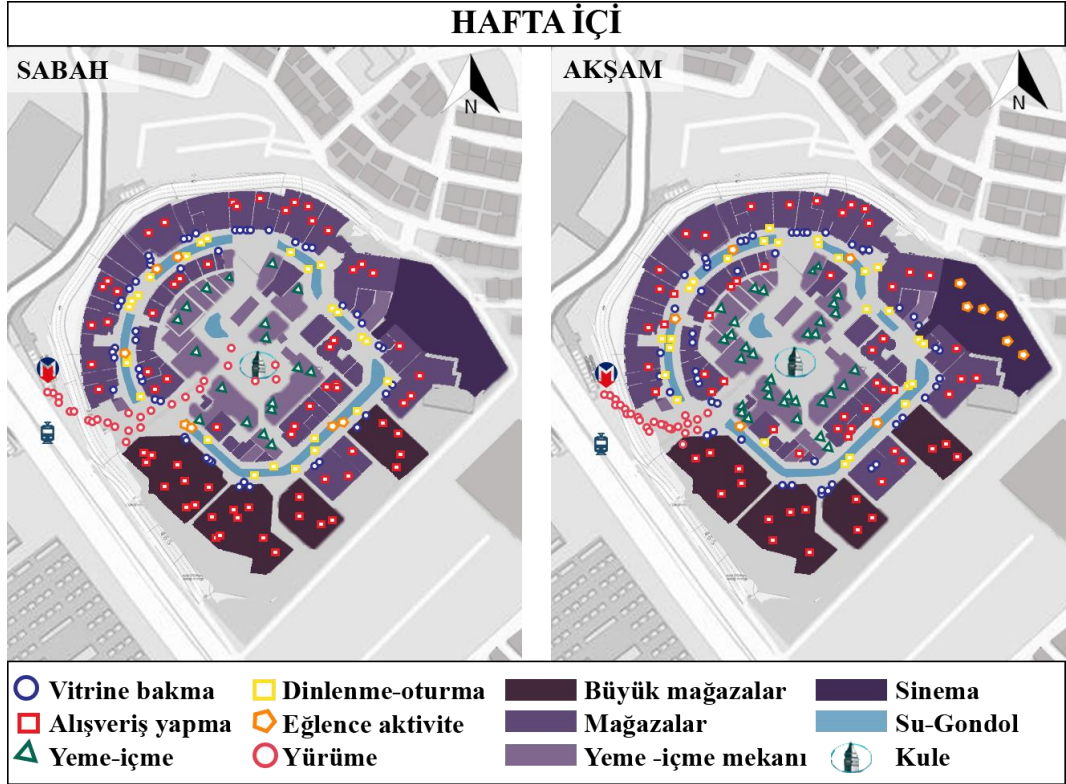 HAFTA İÇİ
SABAH
N
AKŞAM
N
Vitrine bakma
Dinlenme-oturma
Büyük mağazalar
Sinema
Alışveriş yapma
Eğlence aktivite
Mağazalar
Su-Gondol
Yeme-içme
Yürüme
Yeme -içme mekanı
Kule